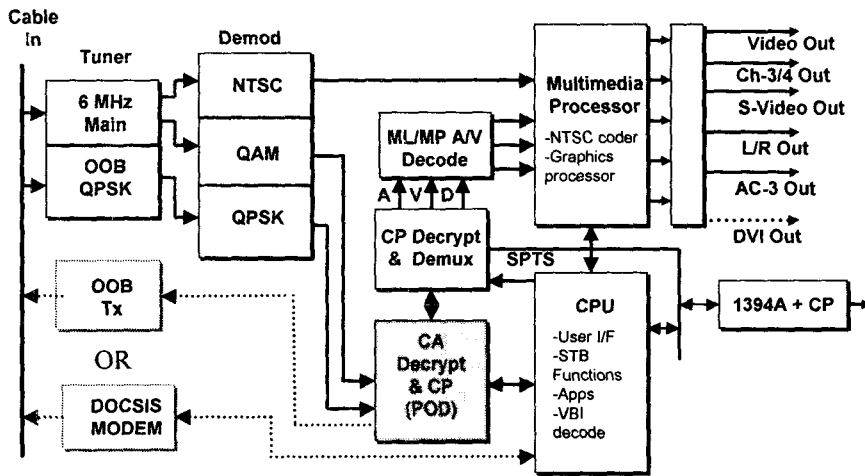 Cable
In
Tuner
Demod
6 MHz
Main
OOB
QPSK
NTSC
QAM
QPSK
ML/MP A/V
Decode
A V D
CP Decrypt
& Demux
SPTS
Multimedia
Processor
-NTSC coder
-Graphics
processor
Video Out
Ch-3/4 Out
S-Video Out
L/R Out
AC-3 Out
DVI Out
OOB
Tx
OR
DOCSIS
MODEM
CA
Decrypt
& CP
(POD)
CPU
-User I/F
-STB
Functions
-Apps
-VBI
decode
1394A + CP